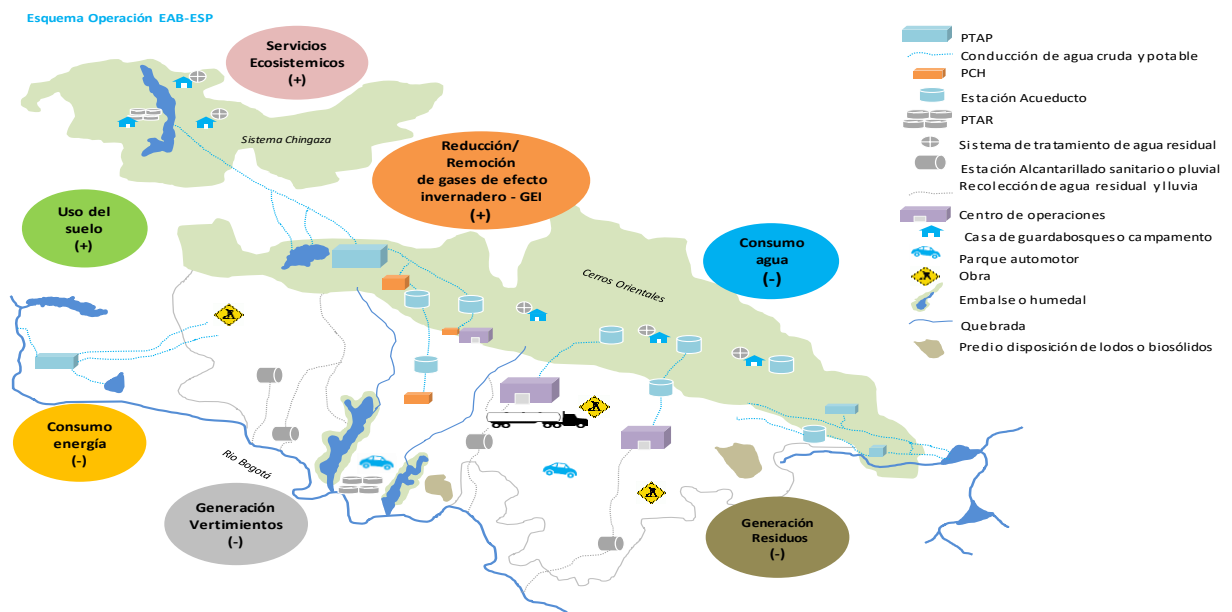 Esquema Operación EAB-ESP
Servicios
Ecosistemicos
(+)
Sistema Chingaza
Reducción/
Remoción
de gases de efecto
invernadero - GEI
(+)
Uso del
suelo
(+)
Consumo
agua
(-)
Cerros Orientales
Consumo
energía
(-)
Río Bogotá
Generación
Vertimientos
(-)
Generación
Residuos
(-)
PTAP
Conducción de agua cruda y potable
PCH
Estación Acueducto
PTAR
Sistema de tratamiento de agua residual
Estación Alcantarillado sanitario o pluvial
Recolección de agua residual y lluvia
Centro de operaciones
Casa de guardabosques o campamento
Parque automotor
Obra
Embalse o humedal
Quebrada
Predio disposición de lodos o biosólidos